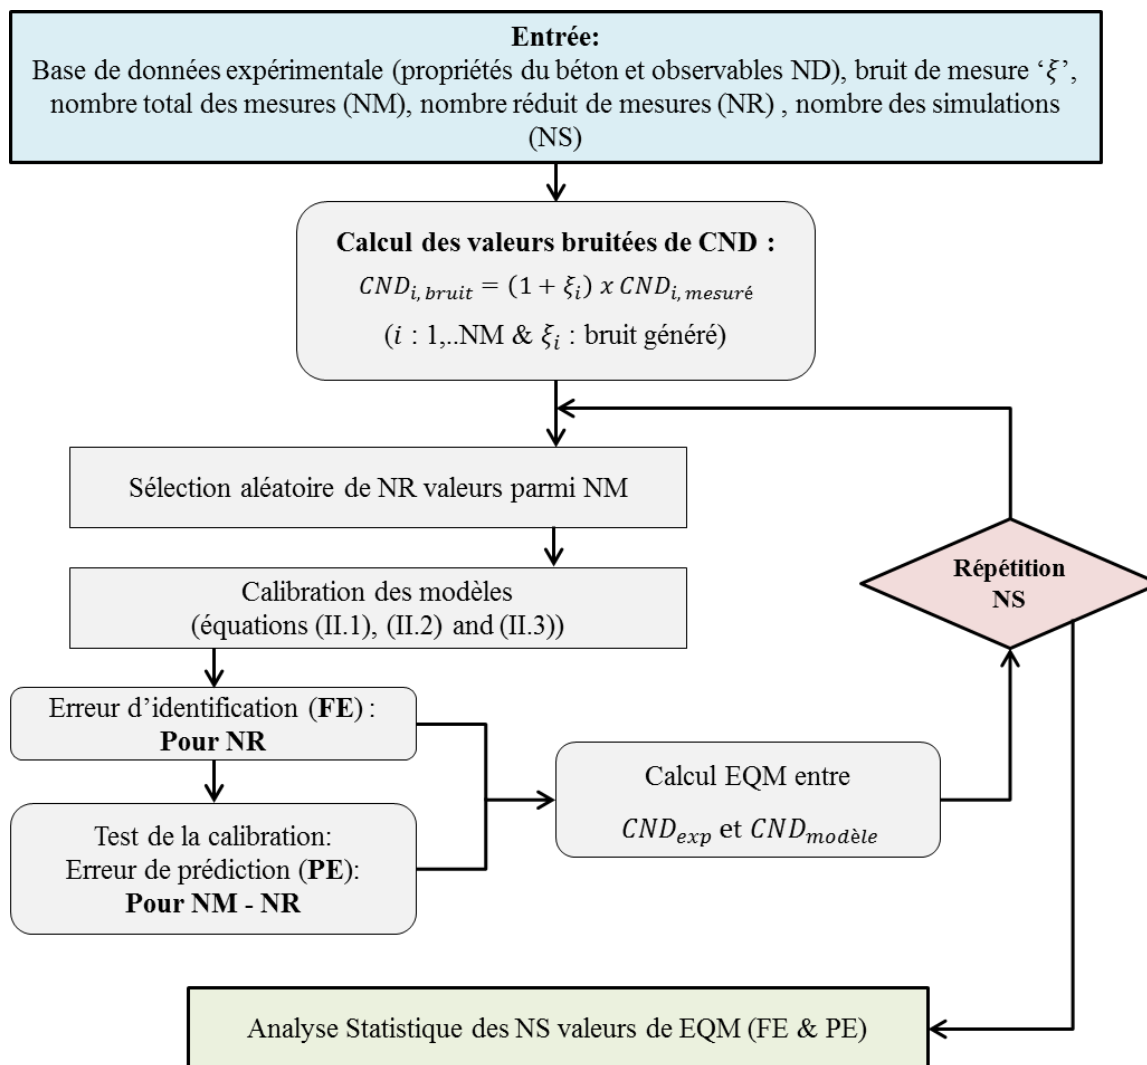 Entrée:
Base de données expérimentale (propriétés du béton et observables ND), bruit de mesure ‘ξ’,
nombre total des mesures (NM), nombre réduit de mesures (NR) , nombre des simulations
(NS)
Calcul des valeurs bruitées de CND :
CND_{i, bruit} = (1 + ξ_i) x CND_{i, mesuré}
(i : 1,..NM & ξ_i : bruit généré)
Sélection aléatoire de NR valeurs parmi NM
Calibration des modèles
(équations (II.1), (II.2) and (II.3))
Répétition
NS
Erreur d’identification (FE) :
Pour NR
Test de la calibration:
Erreur de prédiction (PE):
Pour NM - NR
Calcul EQM entre
CND_{exp} et CND_{modèle}
Analyse Statistique des NS valeurs de EQM (FE & PE)